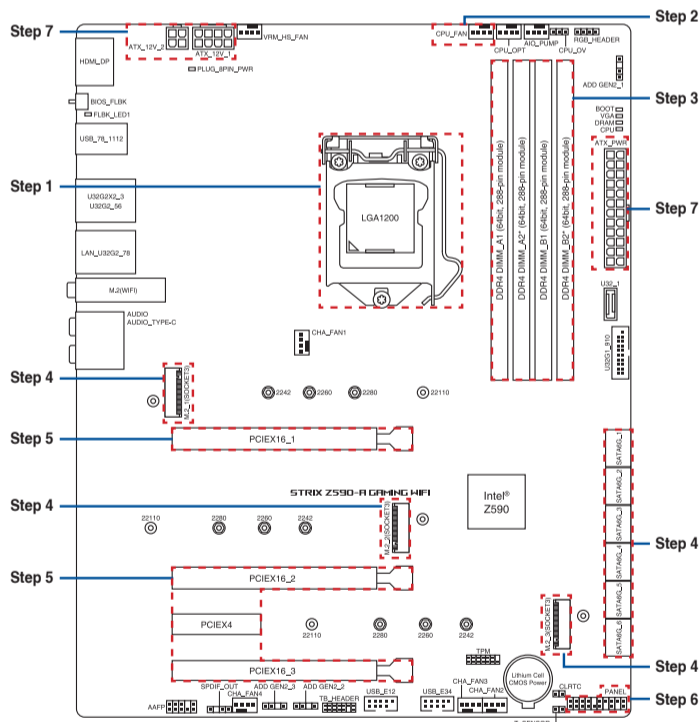 Step 2
Step 7
CPU_FAN
ATX_12V_2
ATX_12V_1
VRM_HS_FAN
CPU_OPT
AIO_PUMP
CPU_OV
RGB_HEADER
HDMI_DP
PLUG_8PIN_PWR
ADD GEN2_1
Step 3
BIOS_FLBK
FLBK_LED1
BOOT
VGA
DRAM
CPU
USB_78_1112
ATX_PWR
Step 1
LGA1200
DDR4 DIMM_A1 (64bit, 288-pin module)
DDR4 DIMM_A2* (64bit, 288-pin module)
DDR4 DIMM_B1 (64bit, 288-pin module)
DDR4 DIMM_B2* (64bit, 288-pin module)
U32G2X2_3
U32G2_56
Step 7
LAN_U32G2_78
M.2(WIFI)
U32_1
AUDIO
AUDIO_TYPE-C
CHA_FAN1
U32G1_910
Step 4
M.2_1(SOCKET3)
2242
2260
2280
22110
Step 5
PCIEX16_1
SATA6G_1
SATA6G_2
SATA6G_3
SATA6G_4
SATA6G_5
SATA6G_6
STRIX Z590-A GAMING WIFI
Intel®
Z590
Step 4
M.2_2(SOCKET3)
22110
2280
2260
2242
Step 4
Step 5
PCIEX16_2
PCIEX4
M.2_3(SOCKET3)
22110
2280
2260
2242
TPM
PCIEX16_3
Step 4
Lithium Cell
CMOS Power
CLRTC
PANEL
Step 6
AAFP
SPDIF_OUT
CHA_FAN4
ADD GEN2_3
ADD GEN2_2
TB_HEADER
USB_E12
USB_E34
CHA_FAN3
CHA_FAN2